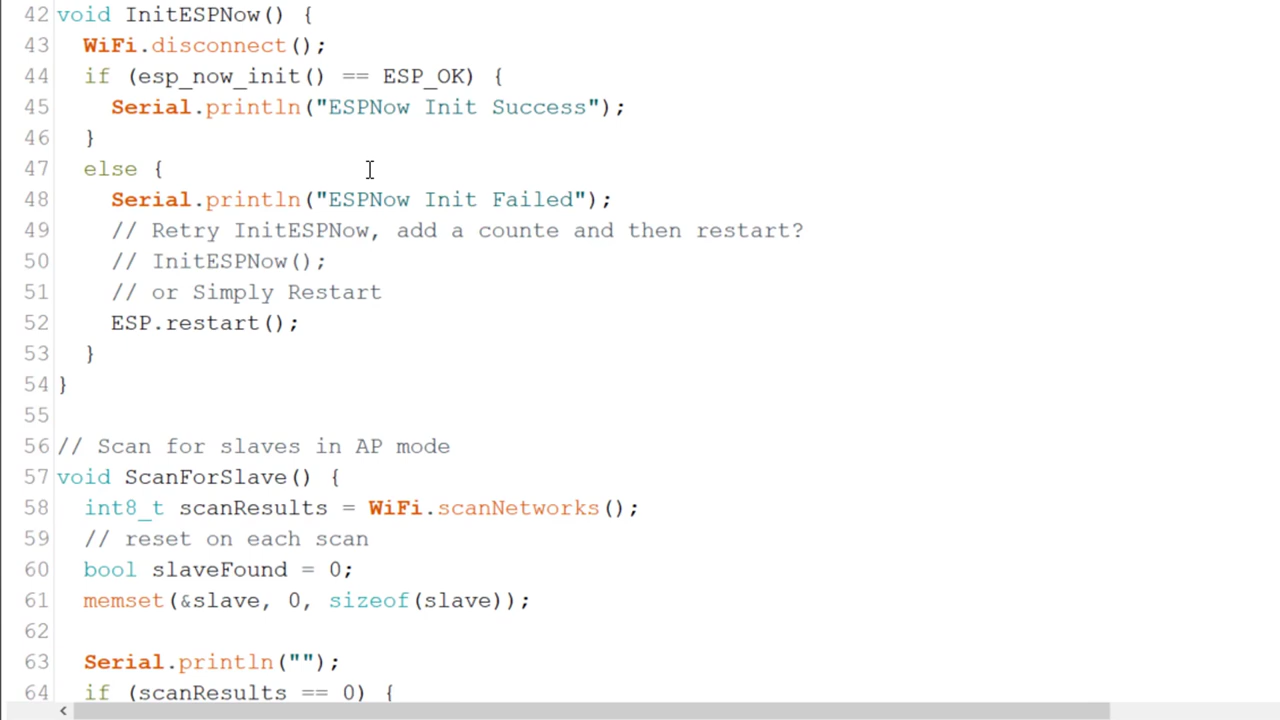 42 void InitESPNow() {
43   WiFi.disconnect();
44   if (esp_now_init() == ESP_OK) {
45     Serial.println("ESPNow Init Success");
46   }
47   else {
48     Serial.println("ESPNow Init Failed");
49     // Retry InitESPNow, add a counte and then restart?
50     // InitESPNow();
51     // or Simply Restart
52     ESP.restart();
53   }
54 }
55
56 // Scan for slaves in AP mode
57 void ScanForSlave() {
58   int8_t scanResults = WiFi.scanNetworks();
59   // reset on each scan
60   bool slaveFound = 0;
61   memset(&slave, 0, sizeof(slave));
62
63   Serial.println("");
64   if (scanResults == 0) {